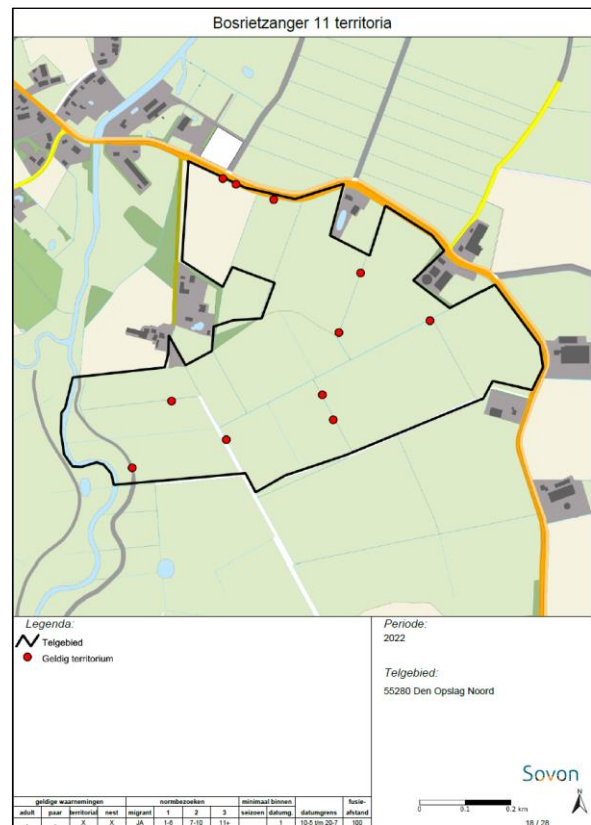 Bosrietzanger 11 territoria
Legenda:
Telgebied
Geldig territorium
Periode:
2022
Telgebied:
55280 Den Opslag Noord
Sovon
N
0 0.1 0.2 km
18 / 28
geldige waarnemingen normbezoeken minimaal binnen fusie-
adult paar territorial nest migrant 1 2 3 seizoen datumg. datumgrens afstand
. . X X JA 1-6 7-10 11+ . 1 10-5 t/m 20-7 100